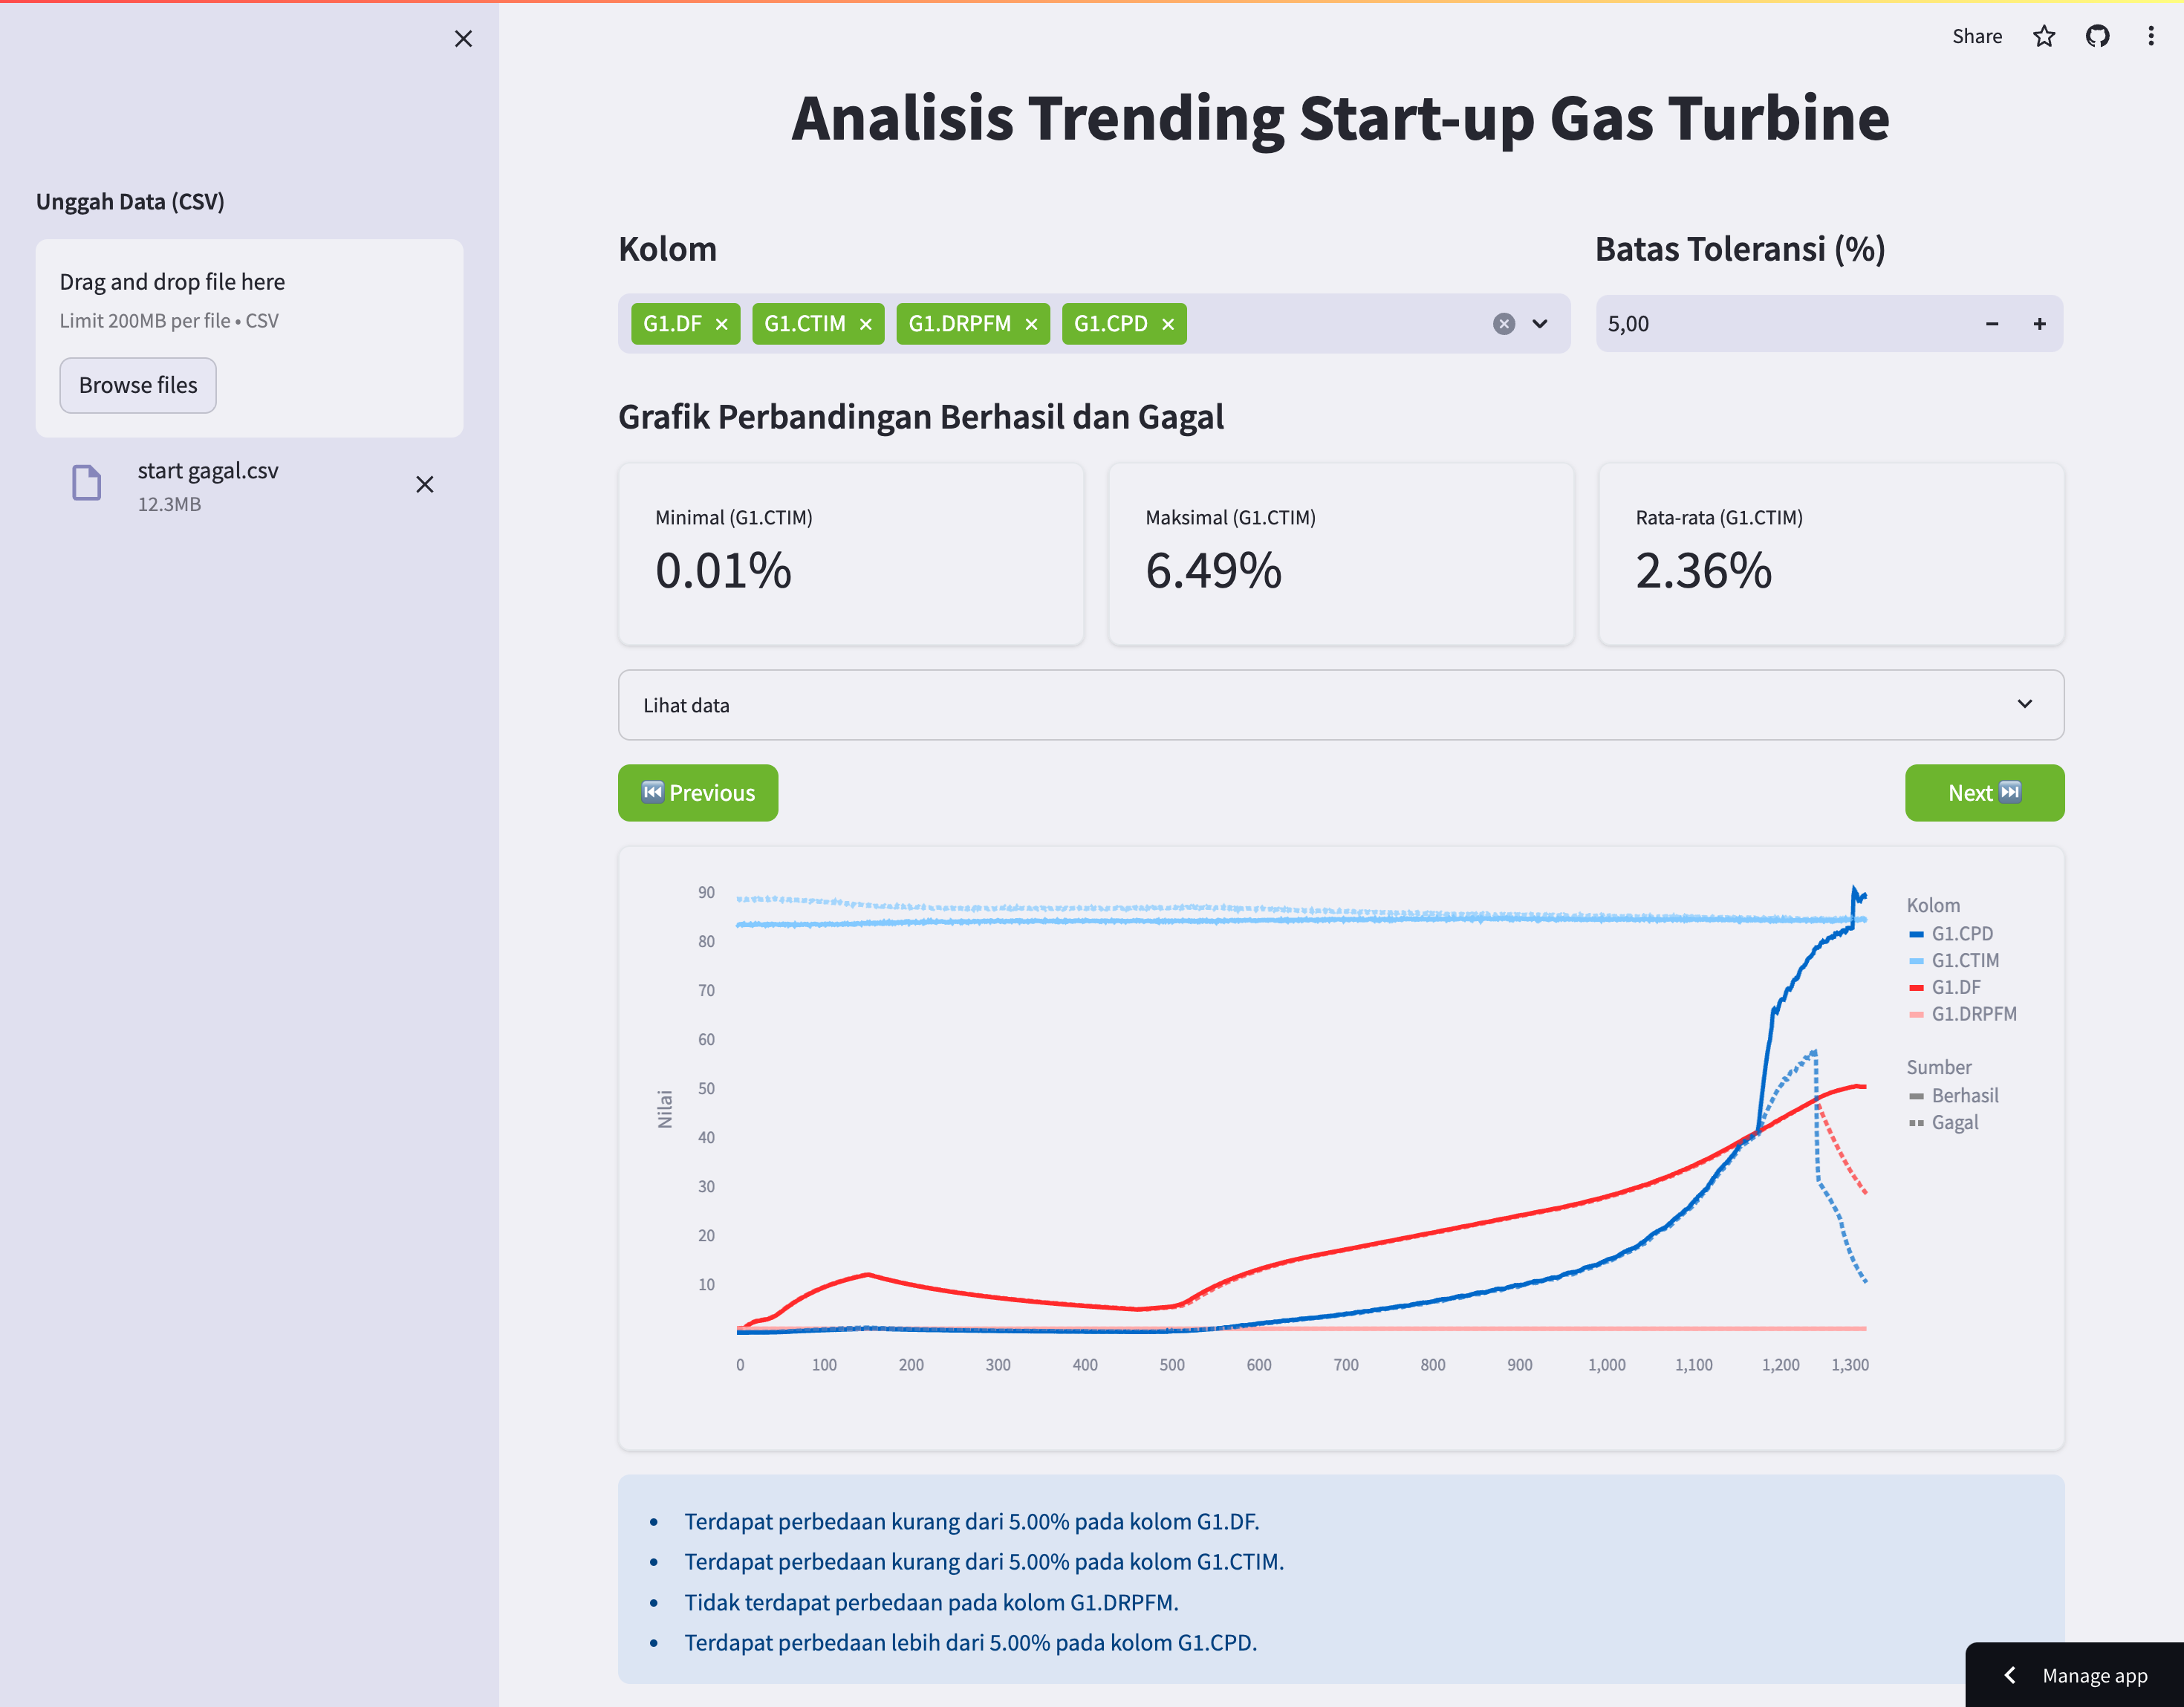 Share
Analisis Trending Start-up Gas Turbine
Unggah Data (CSV)
Drag and drop file here
Limit 200MB per file • CSV
Browse files
start gagal.csv
12.3MB
Kolom
G1.DF
G1.CTIM
G1.DRPFM
G1.CPD
Batas Toleransi (%)
5,00
Grafik Perbandingan Berhasil dan Gagal
Minimal (G1.CTIM)
0.01%
Maksimal (G1.CTIM)
6.49%
Rata-rata (G1.CTIM)
2.36%
Lihat data
Previous
Next
Nilai
90
80
70
60
50
40
30
20
10
0 100 200 300 400 500 600 700 800 900 1,000 1,100 1,200 1,300
Kolom
G1.CPD
G1.CTIM
G1.DF
G1.DRPFM
Sumber
Berhasil
Gagal
• Terdapat perbedaan kurang dari 5.00% pada kolom G1.DF.
• Terdapat perbedaan kurang dari 5.00% pada kolom G1.CTIM.
• Tidak terdapat perbedaan pada kolom G1.DRPFM.
• Terdapat perbedaan lebih dari 5.00% pada kolom G1.CPD.
Manage app